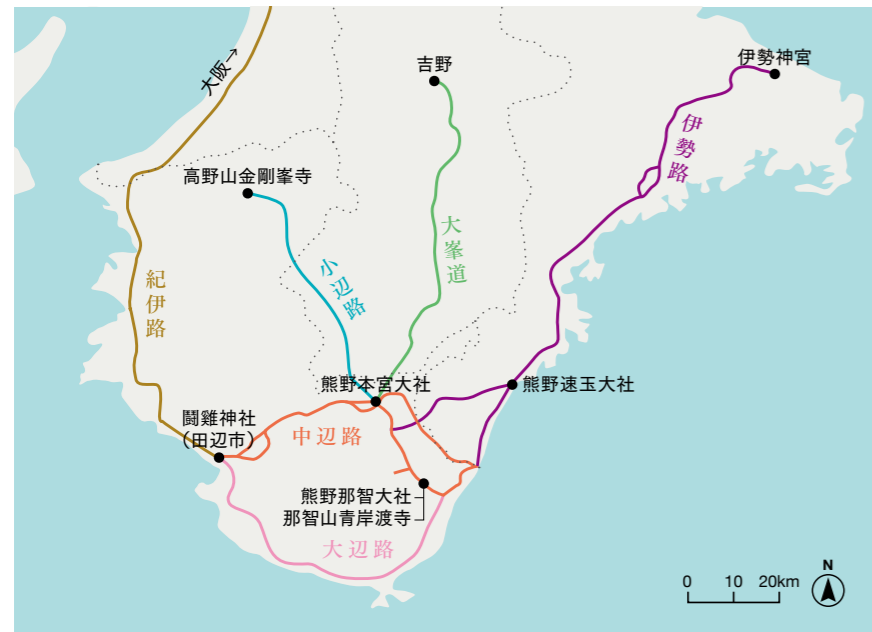 大阪→
吉野
伊勢神宮
伊勢路
高野山金剛峯寺
大峯道
小辺路
紀伊路
熊野本宮大社
熊野速玉大社
鬪雞神社
（田辺市）
中辺路
熊野那智大社
那智山青岸渡寺
大辺路
0 10 20km
N